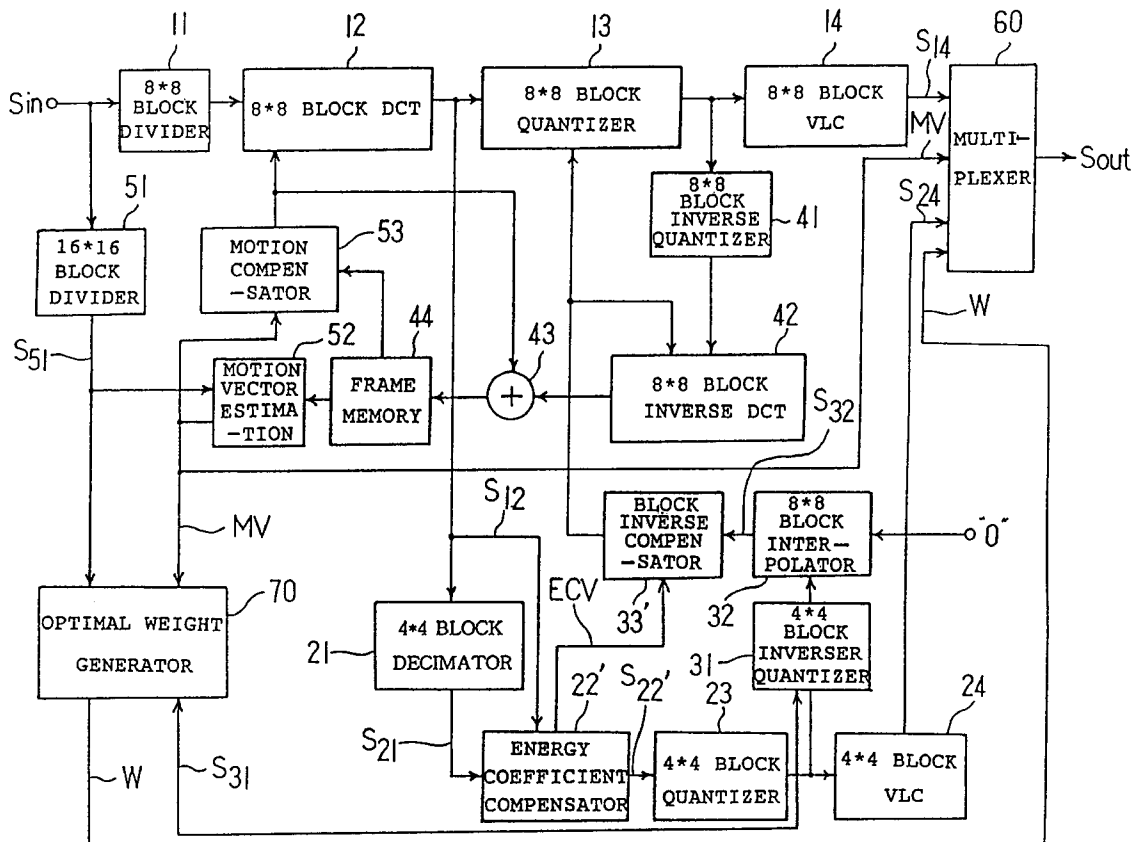 11
12
13
14
60
Sin
8*8
BLOCK
DIVIDER
8*8 BLOCK DCT
8*8 BLOCK
QUANTIZER
8*8 BLOCK
VLC
S14
MV
S24
MULTI-
PLEXER
Sout
W
51
16*16
BLOCK
DIVIDER
S51
53
MOTION
COMPEN
-SATOR
8*8
BLOCK
INVERSE
QUANTIZER
41
52
MOTION
VECTOR
ESTIMA
-TION
44
FRAME
MEMORY
43
+
42
8*8 BLOCK
INVERSE DCT
S32
S12
MV
BLOCK
INVERSE
COMPEN
-SATOR
33'
8*8
BLOCK
INTER-
POLATOR
32
"0"
ECV
70
OPTIMAL WEIGHT
GENERATOR
21
4*4 BLOCK
DECIMATOR
31
4*4
BLOCK
INVERSER
QUANTIZER
S21
22'
ENERGY
COEFFICIENT
COMPENSATOR
S22'
23
4*4 BLOCK
QUANTIZER
24
4*4 BLOCK
VLC
W
S31